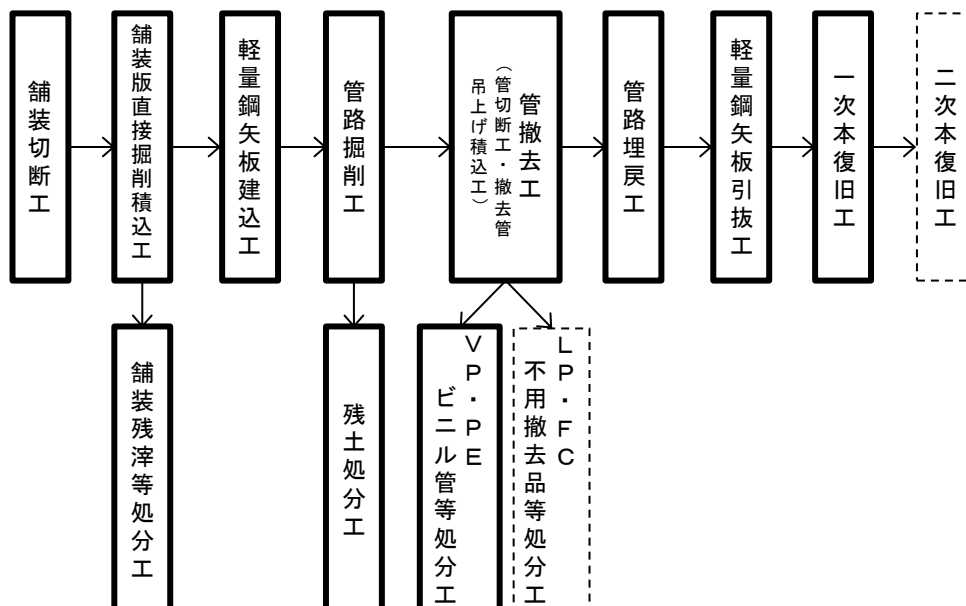 舗装切断工
舗装版直接掘削積込工
軽量鋼矢板建込工
管路掘削工
管撤去工
（管切断工・撤去管
吊上げ積込工）
管路埋戻工
軽量鋼矢板引抜工
一次本復旧工
二次本復旧工
舗装残滓等処分工
残土処分工
VP・PE
ビニル管等処分工
LP・FC
不用撤去品等処分工